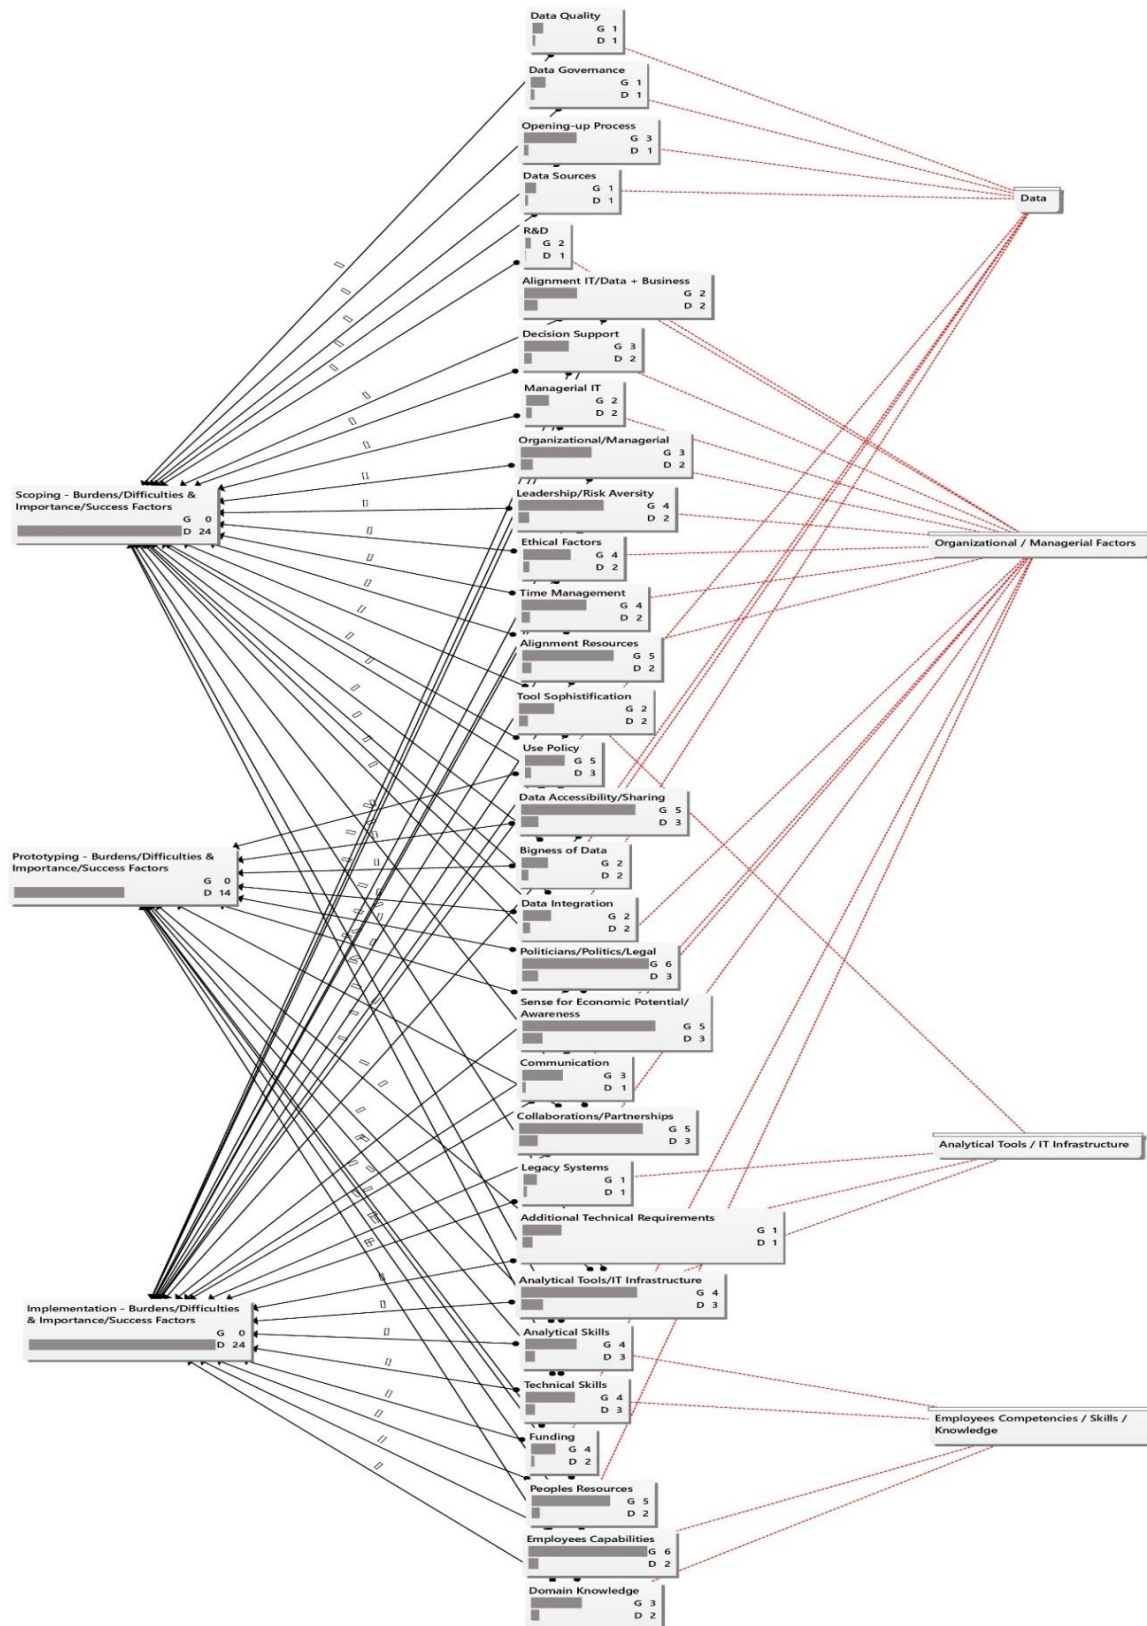 Data Quality
G 1
D 1
Data Governance
G 1
D 1
Opening-up Process
G 3
D 1
Data Sources
G 1
D 1
Data
R&D
G 2
D 1
Alignment IT/Data + Business
G 2
D 2
Decision Support
G 3
D 2
Managerial IT
G 2
D 2
Organizational/Managerial
G 3
D 2
Scoping - Burdens/Difficulties &
Importance/Success Factors
G 0
D 24
Leadership/Risk Aversity
G 4
D 2
Ethical Factors
G 4
D 2
Organizational / Managerial Factors
Time Management
G 4
D 2
Alignment Resources
G 5
D 2
Tool Sophistification
G 2
D 2
Use Policy
G 5
D 3
Data Accessibility/Sharing
G 5
D 3
Prototyping - Burdens/Difficulties &
Importance/Success Factors
G 0
D 14
Bigness of Data
G 2
D 2
Data Integration
G 2
D 2
Politicians/Politics/Legal
G 6
D 3
Sense for Economic Potential/
Awareness
G 5
D 3
Communication
G 3
D 1
Collaborations/Partnerships
G 5
D 3
Analytical Tools / IT Infrastructure
Legacy Systems
G 1
D 1
Additional Technical Requirements
G 1
D 1
Analytical Tools/IT Infrastructure
G 4
D 3
Implementation - Burdens/Difficulties
& Importance/Success Factors
G 0
D 24
Analytical Skills
G 4
D 3
Technical Skills
G 4
D 3
Employees Competencies / Skills /
Knowledge
Funding
G 4
D 2
Peoples Resources
G 5
D 2
Employees Capabilities
G 6
D 2
Domain Knowledge
G 3
D 2